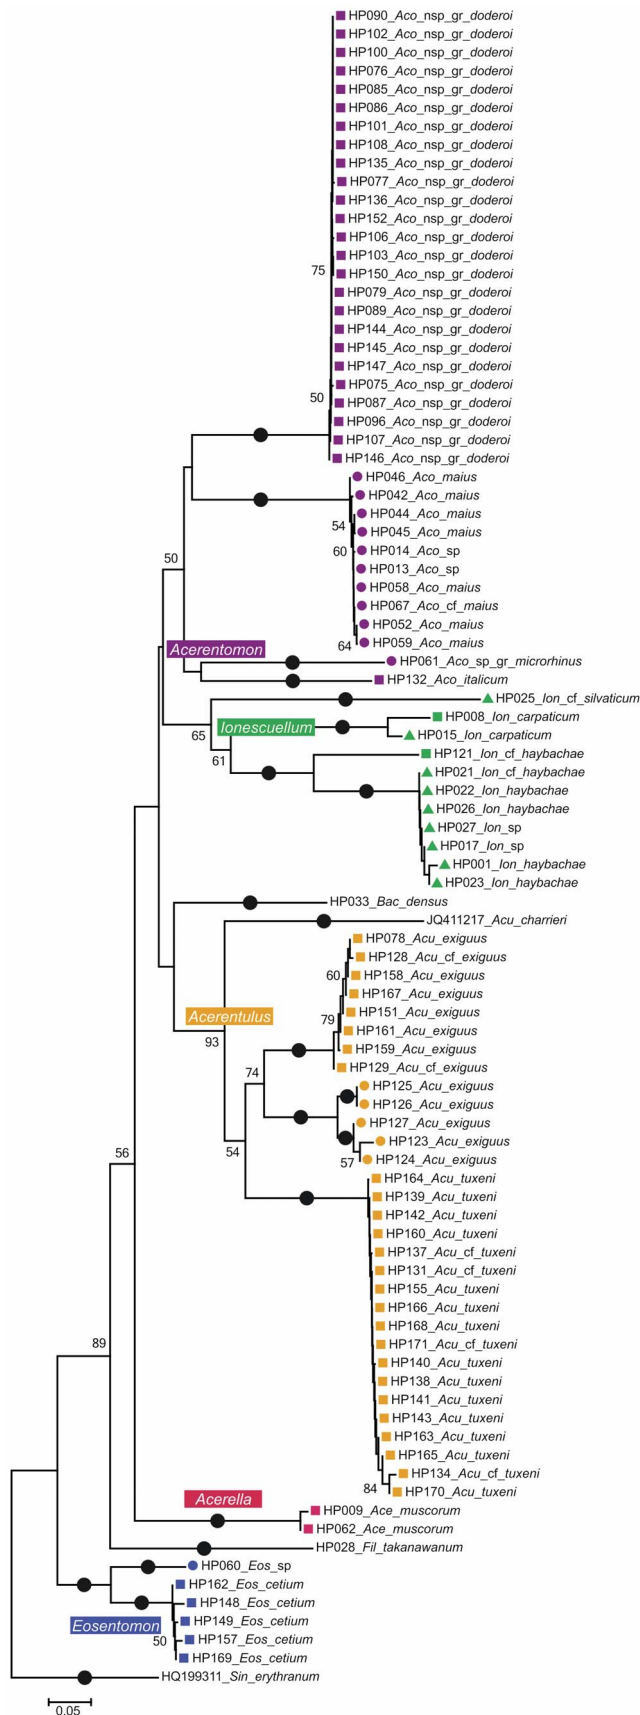 HP090_Aco_nsp_gr_doderoi
HP102_Aco_nsp_gr_doderoi
HP100_Aco_nsp_gr_doderoi
HP076_Aco_nsp_gr_doderoi
HP085_Aco_nsp_gr_doderoi
HP086_Aco_nsp_gr_doderoi
HP101_Aco_nsp_gr_doderoi
HP108_Aco_nsp_gr_doderoi
HP135_Aco_nsp_gr_doderoi
HP077_Aco_nsp_gr_doderoi
HP136_Aco_nsp_gr_doderoi
HP152_Aco_nsp_gr_doderoi
HP106_Aco_nsp_gr_doderoi
HP103_Aco_nsp_gr_doderoi
75 HP150_Aco_nsp_gr_doderoi
HP079_Aco_nsp_gr_doderoi
HP089_Aco_nsp_gr_doderoi
HP144_Aco_nsp_gr_doderoi
HP145_Aco_nsp_gr_doderoi
HP147_Aco_nsp_gr_doderoi
HP075_Aco_nsp_gr_doderoi
50 HP087_Aco_nsp_gr_doderoi
HP096_Aco_nsp_gr_doderoi
HP107_Aco_nsp_gr_doderoi
HP146_Aco_nsp_gr_doderoi
HP046_Aco_maius
HP042_Aco_maius
HP044_Aco_maius
54 HP045_Aco_maius
60 HP014_Aco_sp
50 HP013_Aco_sp
HP058_Aco_maius
HP067_Aco_cf_maius
HP052_Aco_maius
64 HP059_Aco_maius
Acerentomon
HP061_Aco_sp_gr_microrhinus
HP132_Aco_italicum
HP025_Ion_cf_silvaticum
HP008_Ion_carpaticum
Ionescuellum
65 HP015_Ion_carpaticum
HP121_Ion_cf_haybachae
61
HP021_Ion_cf_haybachae
HP022_Ion_haybachae
HP026_Ion_haybachae
HP027_Ion_sp
HP017_Ion_sp
HP001_Ion_haybachae
HP023_Ion_haybachae
HP033_Bac_densus
JQ411217_Acu_charrieri
HP078_Acu_exiguus
HP128_Acu_cf_exiguus
60 HP158_Acu_exiguus
HP167_Acu_exiguus
Acerentulus 79 HP151_Acu_exiguus
HP161_Acu_exiguus
93 HP159_Acu_exiguus
HP129_Acu_cf_exiguus
74
HP125_Acu_exiguus
HP126_Acu_exiguus
HP127_Acu_exiguus
HP123_Acu_exiguus
54 57 HP124_Acu_exiguus
56
HP164_Acu_tuxeni
HP139_Acu_tuxeni
HP142_Acu_tuxeni
HP160_Acu_tuxeni
HP137_Acu_cf_tuxeni
HP131_Acu_cf_tuxeni
HP155_Acu_tuxeni
HP166_Acu_tuxeni
HP168_Acu_tuxeni
89 HP171_Acu_cf_tuxeni
HP140_Acu_tuxeni
HP138_Acu_tuxeni
HP141_Acu_tuxeni
HP143_Acu_tuxeni
HP163_Acu_tuxeni
HP165_Acu_tuxeni
HP134_Acu_cf_tuxeni
84 HP170_Acu_tuxeni
Acerella
HP009_Ace_muscorum
HP062_Ace_muscorum
HP028_Fil_takanawanum
HP060_Eos_sp
HP162_Eos_cetium
HP148_Eos_cetium
Eosentomon HP149_Eos_cetium
50 HP157_Eos_cetium
HP169_Eos_cetium
HQ199311_Sin_erythranum
0.05